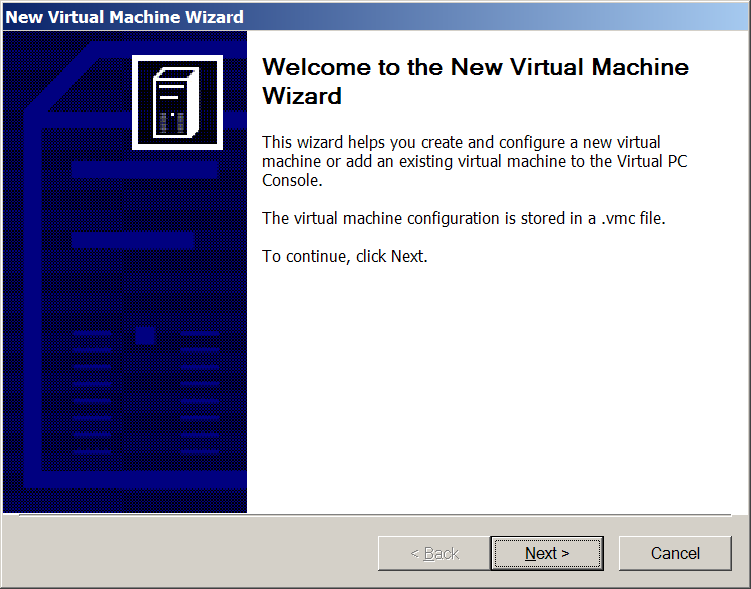 New Virtual Machine Wizard
Welcome to the New Virtual Machine
Wizard
This wizard helps you create and configure a new virtual
machine or add an existing virtual machine to the Virtual PC
Console.
The virtual machine configuration is stored in a .vmc file.
To continue, click Next.
< Back
Next >
Cancel